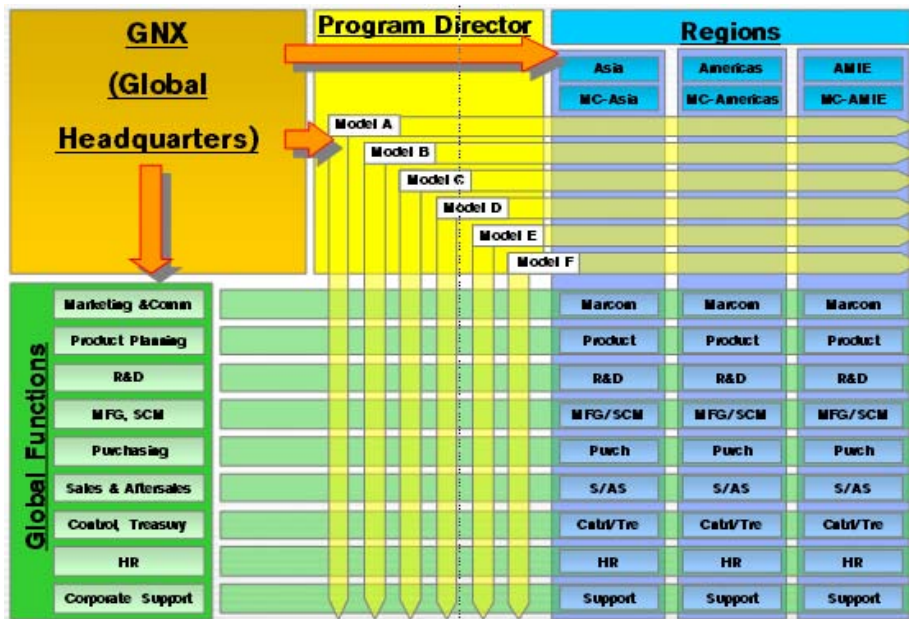 GNX
(Global
Headquarters)
Program Director
Regions
Asia
Americas
AMIE
MC-Asia
MC-Americas
MC-AMIE
Model A
Model B
Model C
Model D
Model E
Model F
Global Functions
Marketing &Comm
Marcom
Marcom
Marcom
Product Planning
Product
Product
Product
R&D
R&D
R&D
R&D
MFG, SCM
MFG/SCM
MFG/SCM
MFG/SCM
Purchasing
Purch
Purch
Purch
Sales & Aftersales
S/AS
S/AS
S/AS
Control, Treasury
Cntrl/Tre
Cntrl/Tre
Cntrl/Tre
HR
HR
HR
HR
Corporate Support
Support
Support
Support